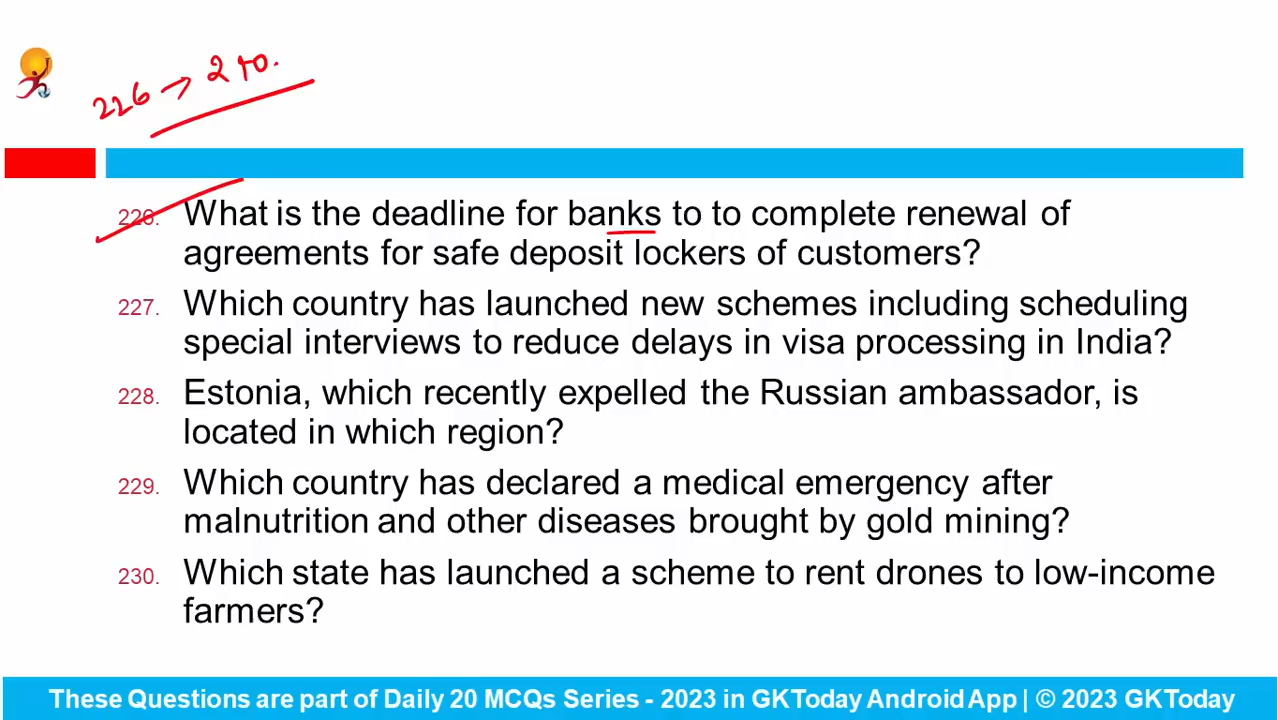 226 → 240.
226. What is the deadline for banks to to complete renewal of
agreements for safe deposit lockers of customers?
227. Which country has launched new schemes including scheduling
special interviews to reduce delays in visa processing in India?
228. Estonia, which recently expelled the Russian ambassador, is
located in which region?
229. Which country has declared a medical emergency after
malnutrition and other diseases brought by gold mining?
230. Which state has launched a scheme to rent drones to low-income
farmers?
These Questions are part of Daily 20 MCQs Series - 2023 in GKToday Android App | © 2023 GKToday